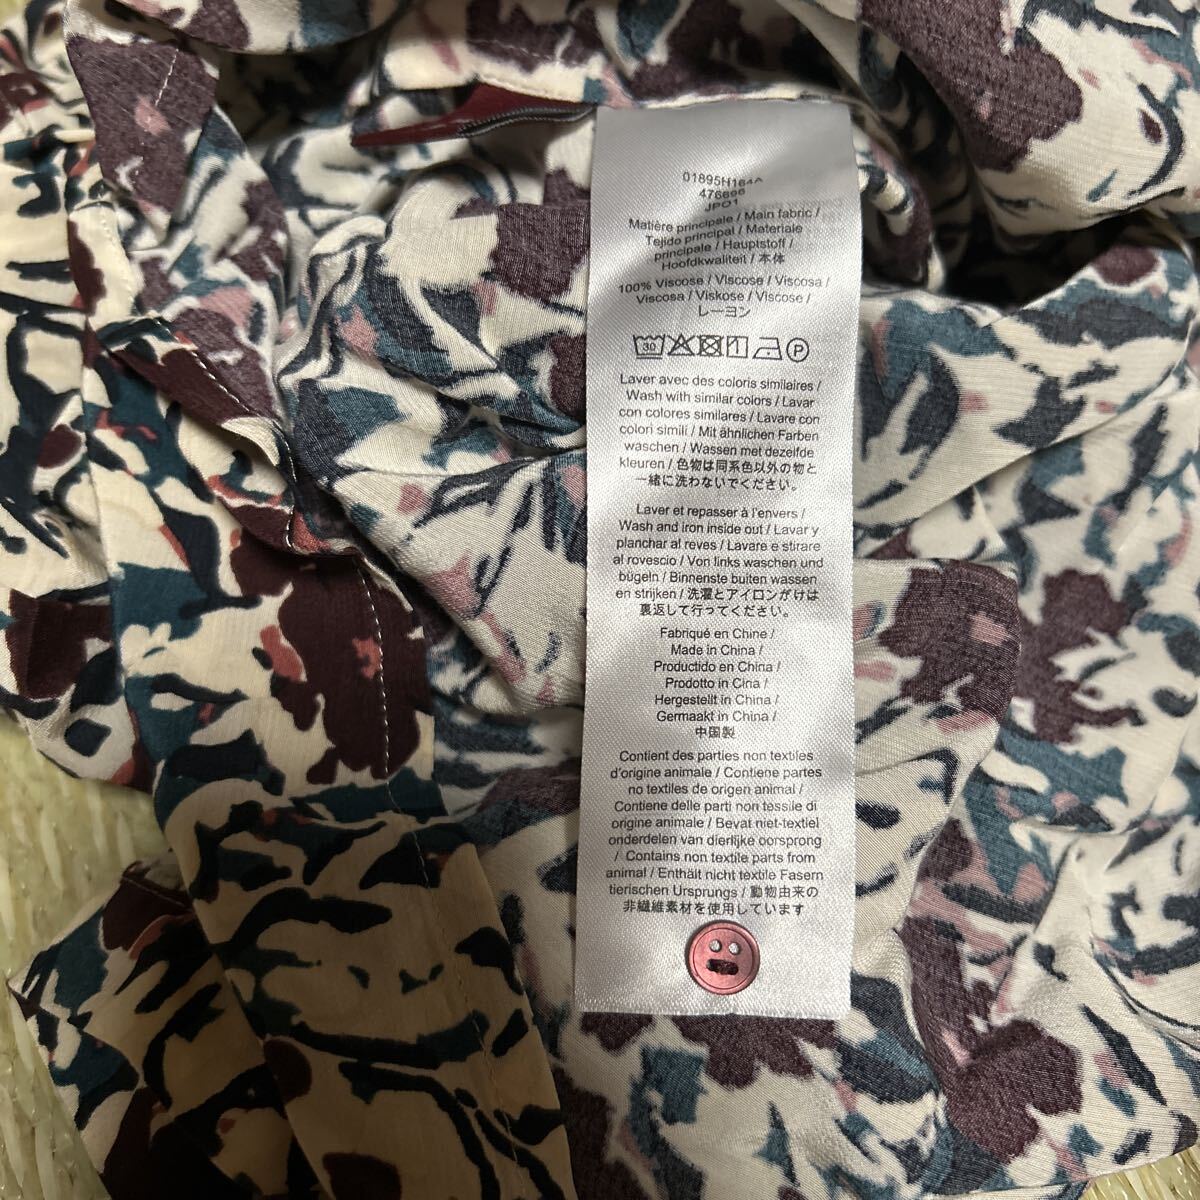 01895H164A
476696
JPO1
Matière principale / Main fabric /
Tejido principal / Materiale
principale / Hauptstoff /
Hoofdkwaliteit / 本体
100% Viscose / Viscose / Viscosa /
Viscosa / Viskose / Viscose /
レーヨン
30
P
Laver avec des coloris similaires /
Wash with similar colors / Lavar
con colores similares / Lavare con
colori simili / Mit ähnlichen Farben
waschen / Wassen met dezelfde
kleuren / 色物は同系色以外の物と
一緒に洗わないでください。
Laver et repasser à l'envers /
Wash and iron inside out / Lavar y
planchar al reves / Lavare e stirare
al rovescio / Von links waschen und
bügeln / Binnenste buiten wassen
en strijken / 洗濯とアイロンがけは
裏返して行ってください。
Fabriqué en Chine /
Made in China /
Productido en China /
Prodotto in Cina /
Hergestellt in China /
Germaakt in China /
中国製
Contient des parties non textiles
d'origine animale / Contiene partes
no textiles de origen animal /
Contiene delle parti non tessile di
origine animale / Bevat niet-textiel
onderdelen van dierlijke oorsprong
/ Contains non textile parts from
animal / Enthält nicht textile Fasern
tierischen Ursprungs / 動物由来の
非繊維素材を使用しています